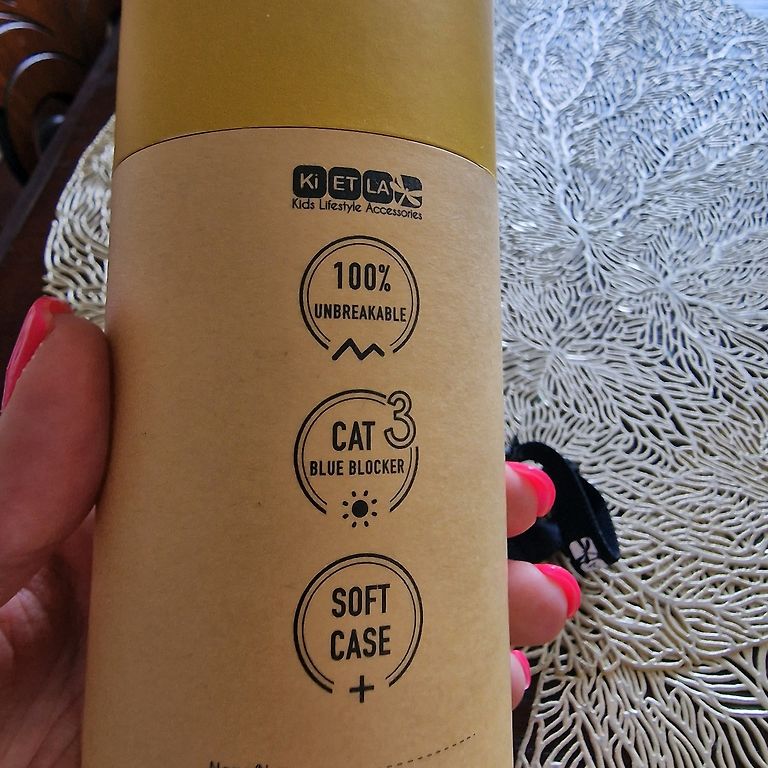 Ki ET LA
Kids Lifestyle Accessories
100%
UNBREAKABLE
CAT 3
BLUE BLOCKER
SOFT
CASE